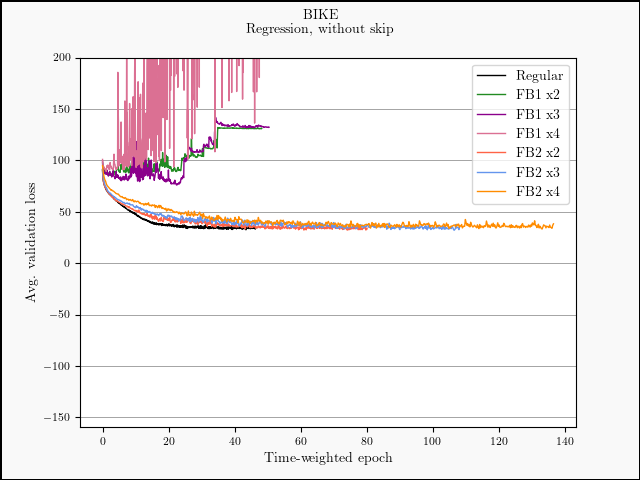 BIKE
Regression, without skip
200
150
100
50
0
−50
−100
−150
Avg. validation loss
0 20 40 60 80 100 120 140
Time-weighted epoch
Regular
FB1 x2
FB1 x3
FB1 x4
FB2 x2
FB2 x3
FB2 x4